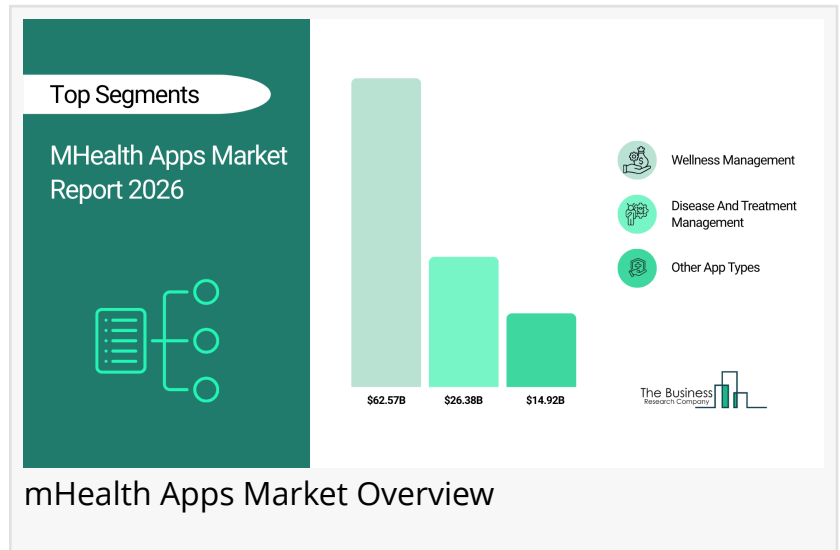 Top Segments
MHealth Apps Market
Report 2026
Wellness Management
Disease And Treatment
Management
Other App Types
$62.57B
$26.38B
$14.92B
The Business
Research Company
mHealth Apps Market Overview